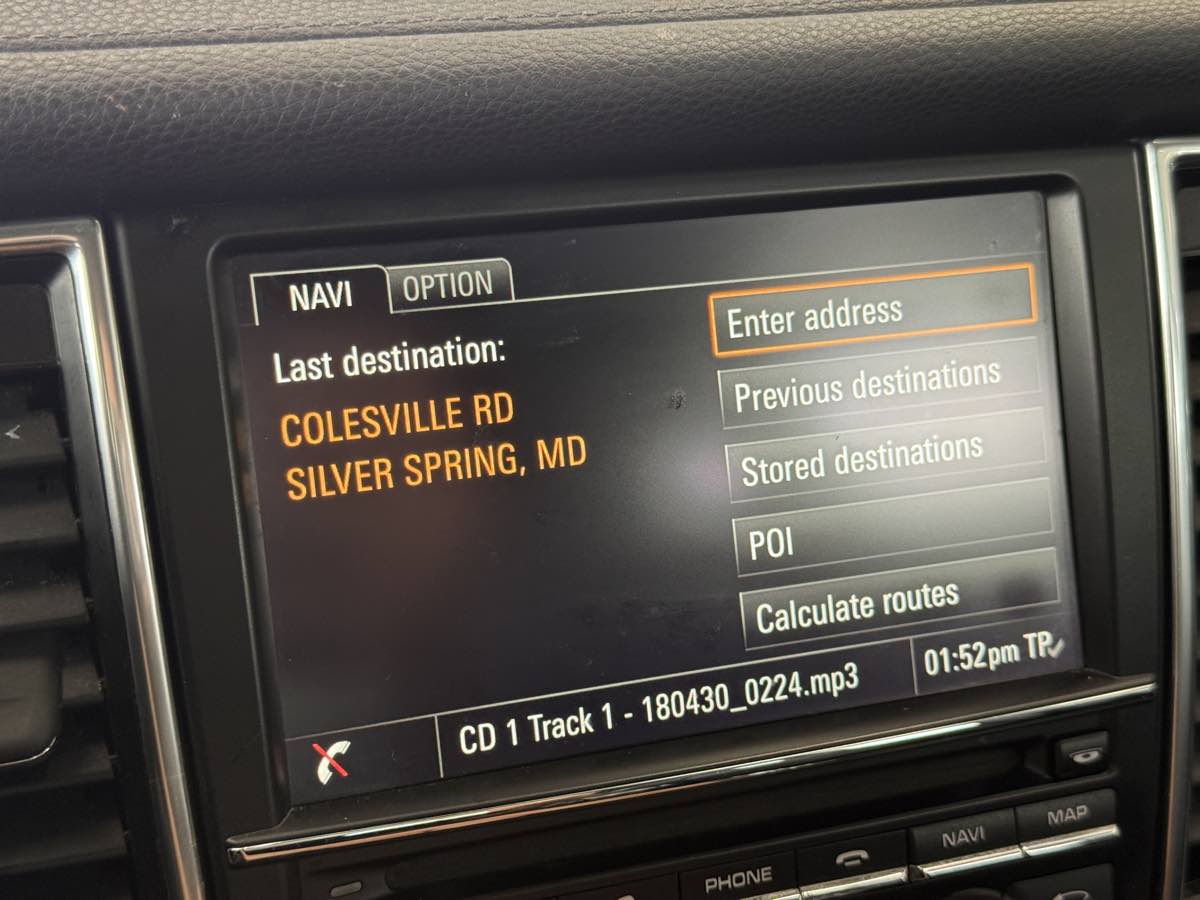 NAVI
OPTION
Last destination:
COLESVILLE RD
SILVER SPRING, MD
Enter address
Previous destinations
Stored destinations
POI
Calculate routes
CD 1 Track 1 - 180430_0224.mp3
01:52pm TP
PHONE
NAVI
MAP